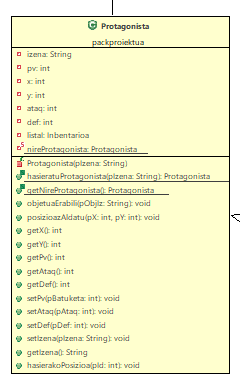 Protagonista
packproiektua
izena: String
pv: int
x: int
y: int
ataq: int
def: int
listaI: Inbentarioa
nireProtagonista: Protagonista
Protagonista(pIzena: String)
hasieratuProtagonista(pIzena: String): Protagonista
getNireProtagonista(): Protagonista
objetuaErabili(pObjIz: String): void
posizioazAldatu(pX: int, pY: int): void
getX(): int
getY(): int
getPv(): int
getAtaq(): int
getDef(): int
setPv(pBatuketa: int): void
setAtaq(pAtaq: int): void
setDef(pDef: int): void
setIzena(pIzena: String): void
getIzena(): String
hasierakoPosizioa(pId: int): void